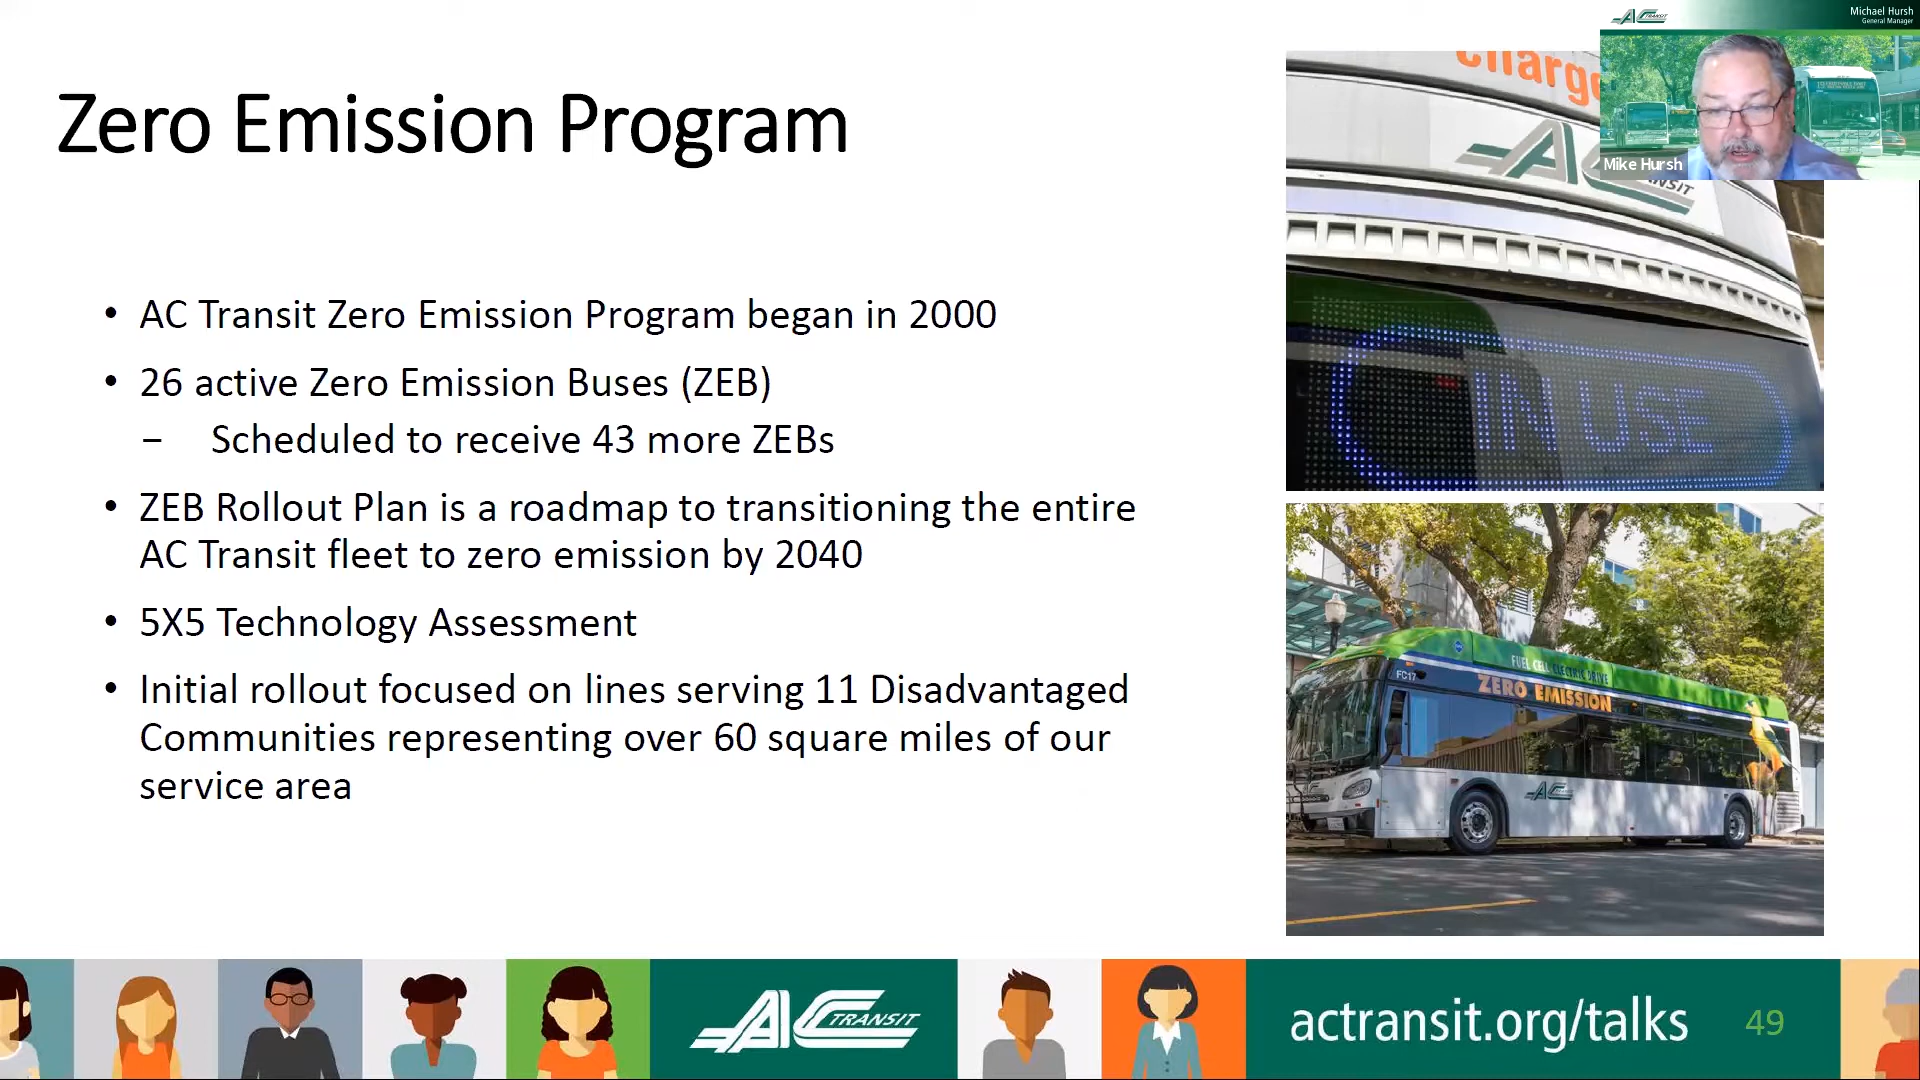 Zero Emission Program
• AC Transit Zero Emission Program began in 2000
• 26 active Zero Emission Buses (ZEB)
– Scheduled to receive 43 more ZEBs
• ZEB Rollout Plan is a roadmap to transitioning the entire
AC Transit fleet to zero emission by 2040
• 5X5 Technology Assessment
• Initial rollout focused on lines serving 11 Disadvantaged
Communities representing over 60 square miles of our
service area
charge
AC TRANSIT
IN USE
AC TRANSIT
Michael Hursh
General Manager
Mike Hursh
FUEL CELL ELECTRIC DRIVE
FC17
ZERO EMISSION
AC TRANSIT
AC TRANSIT
actransit.org/talks
49